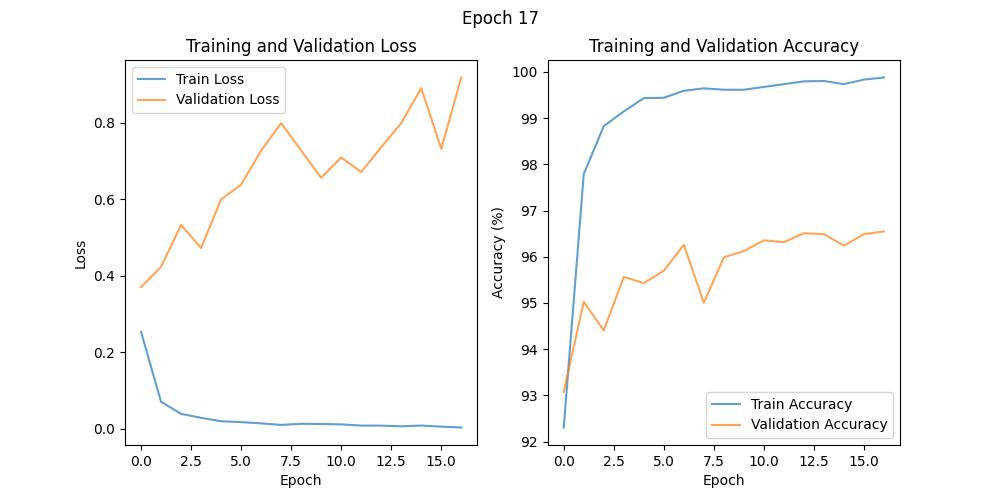 Epoch 17
Training and Validation Loss
Train Loss
Validation Loss
0.8
0.6
0.4
0.2
0.0
Loss
0.0 2.5 5.0 7.5 10.0 12.5 15.0
Epoch
Training and Validation Accuracy
100
99
98
97
96
95
94
93
92
Accuracy (%)
Train Accuracy
Validation Accuracy
0.0 2.5 5.0 7.5 10.0 12.5 15.0
Epoch